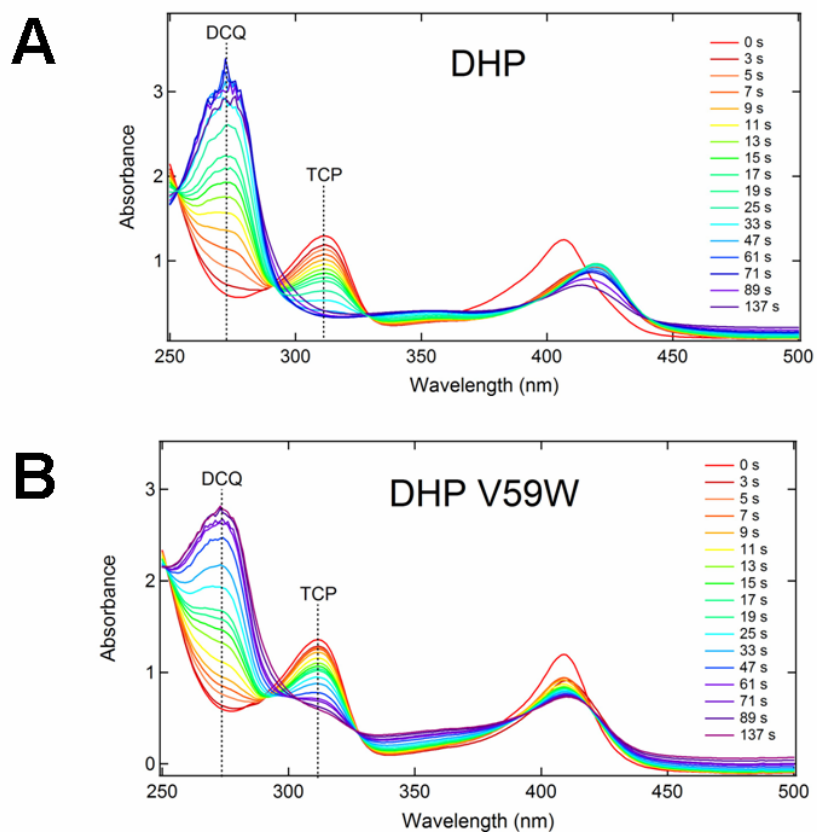 A
DHP
DCQ
TCP
3
2
1
Absorbance
250
300
350
400
450
500
Wavelength (nm)
0 s
3 s
5 s
7 s
9 s
11 s
13 s
15 s
17 s
19 s
25 s
33 s
47 s
61 s
71 s
89 s
137 s
B
DHP V59W
DCQ
TCP
3
2
1
0
Absorbance
250
300
350
400
450
500
Wavelength (nm)
0 s
3 s
5 s
7 s
9 s
11 s
13 s
15 s
17 s
19 s
25 s
33 s
47 s
61 s
71 s
89 s
137 s